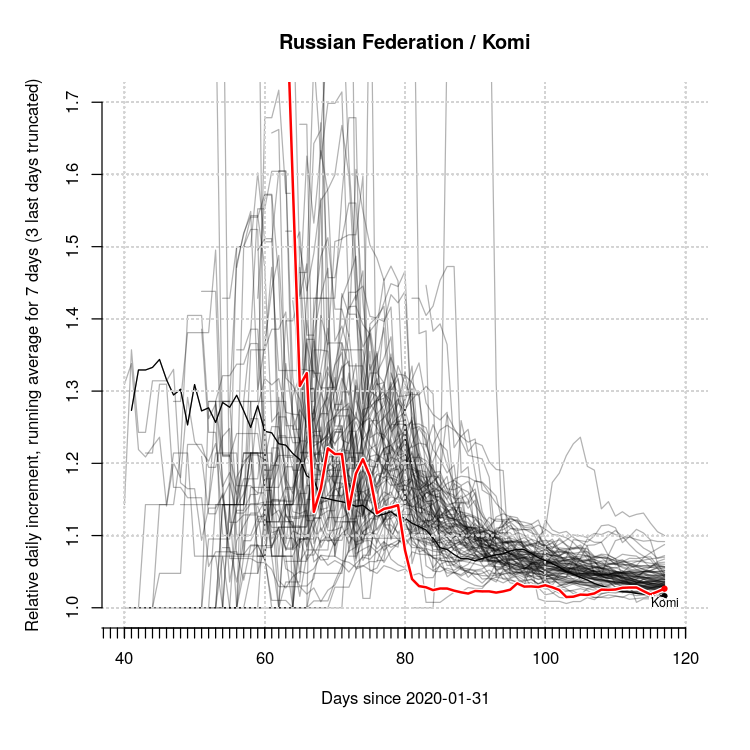 Russian Federation / Komi
Relative daily increment, running average for 7 days (3 last days truncated)
1.7
1.6
1.5
1.4
1.3
1.2
1.1
1.0
Komi
40 60 80 100 120
Days since 2020-01-31